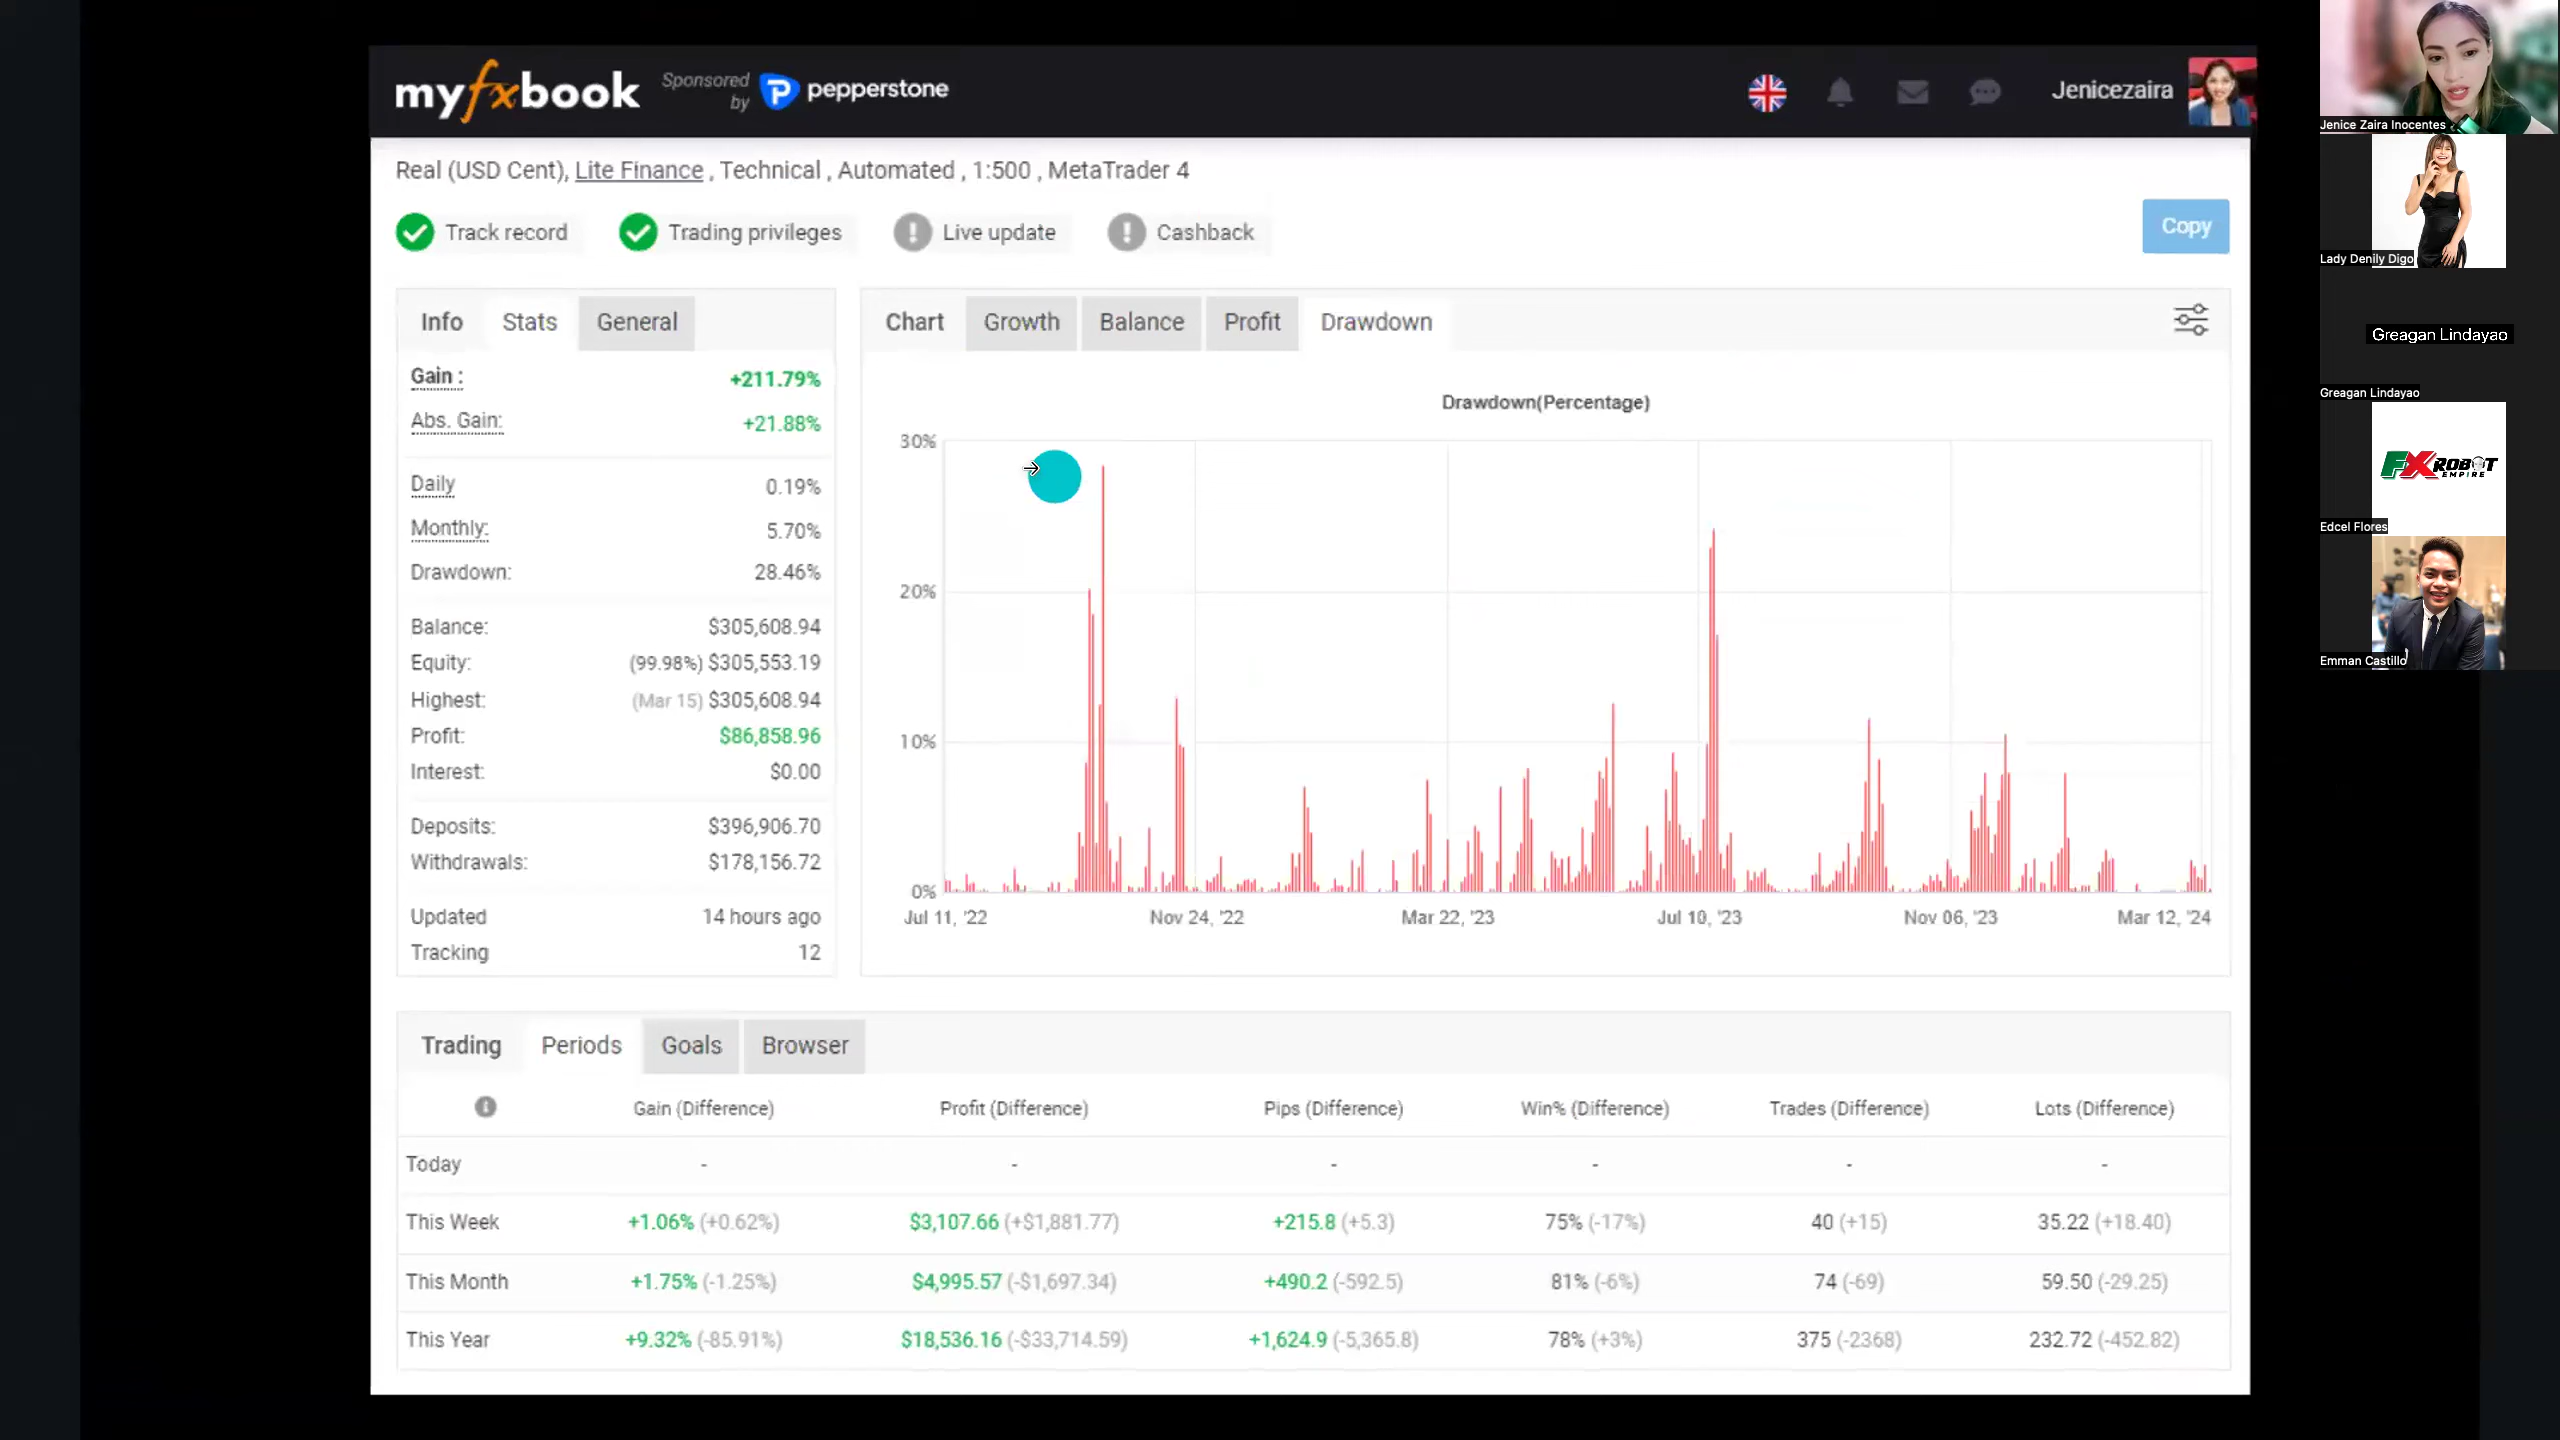 myfxbook Sponsored by pepperstone
Jenicezaira
Real (USD Cent), Lite Finance , Technical , Automated , 1:500 , MetaTrader 4
Track record Trading privileges Live update Cashback
Copy
Info Stats General
Gain : +211.79%
Abs. Gain: +21.88%
Daily 0.19%
Monthly: 5.70%
Drawdown: 28.46%
Balance: $305,608.94
Equity: (99.98%) $305,553.19
Highest: (Mar 15) $305,608.94
Profit: $86,858.96
Interest: $0.00
Deposits: $396,906.70
Withdrawals: $178,156.72
Updated 14 hours ago
Tracking 12
Chart Growth Balance Profit Drawdown
Drawdown(Percentage)
30%
20%
10%
0%
Jul 11, '22 Nov 24, '22 Mar 22, '23 Jul 10, '23 Nov 06, '23 Mar 12, '24
Trading Periods Goals Browser
Gain (Difference) Profit (Difference) Pips (Difference) Win% (Difference) Trades (Difference) Lots (Difference)
Today - - - - - -
This Week +1.06% (+0.62%) $3,107.66 (+$1,881.77) +215.8 (+5.3) 75% (-17%) 40 (+15) 35.22 (+18.40)
This Month +1.75% (-1.25%) $4,995.57 (-$1,697.34) +490.2 (-592.5) 81% (-6%) 74 (-69) 59.50 (-29.25)
This Year +9.32% (-85.91%) $18,536.16 (-$33,714.59) +1,624.9 (-5,365.8) 78% (+3%) 375 (-2368) 232.72 (-452.82)
Jenice Zaira Inocentes
Lady Denily Digo
Greagan Lindayao
Greagan Lindayao
FX ROBOT
EMPIRE
Edcel Flores
Emman Castillo